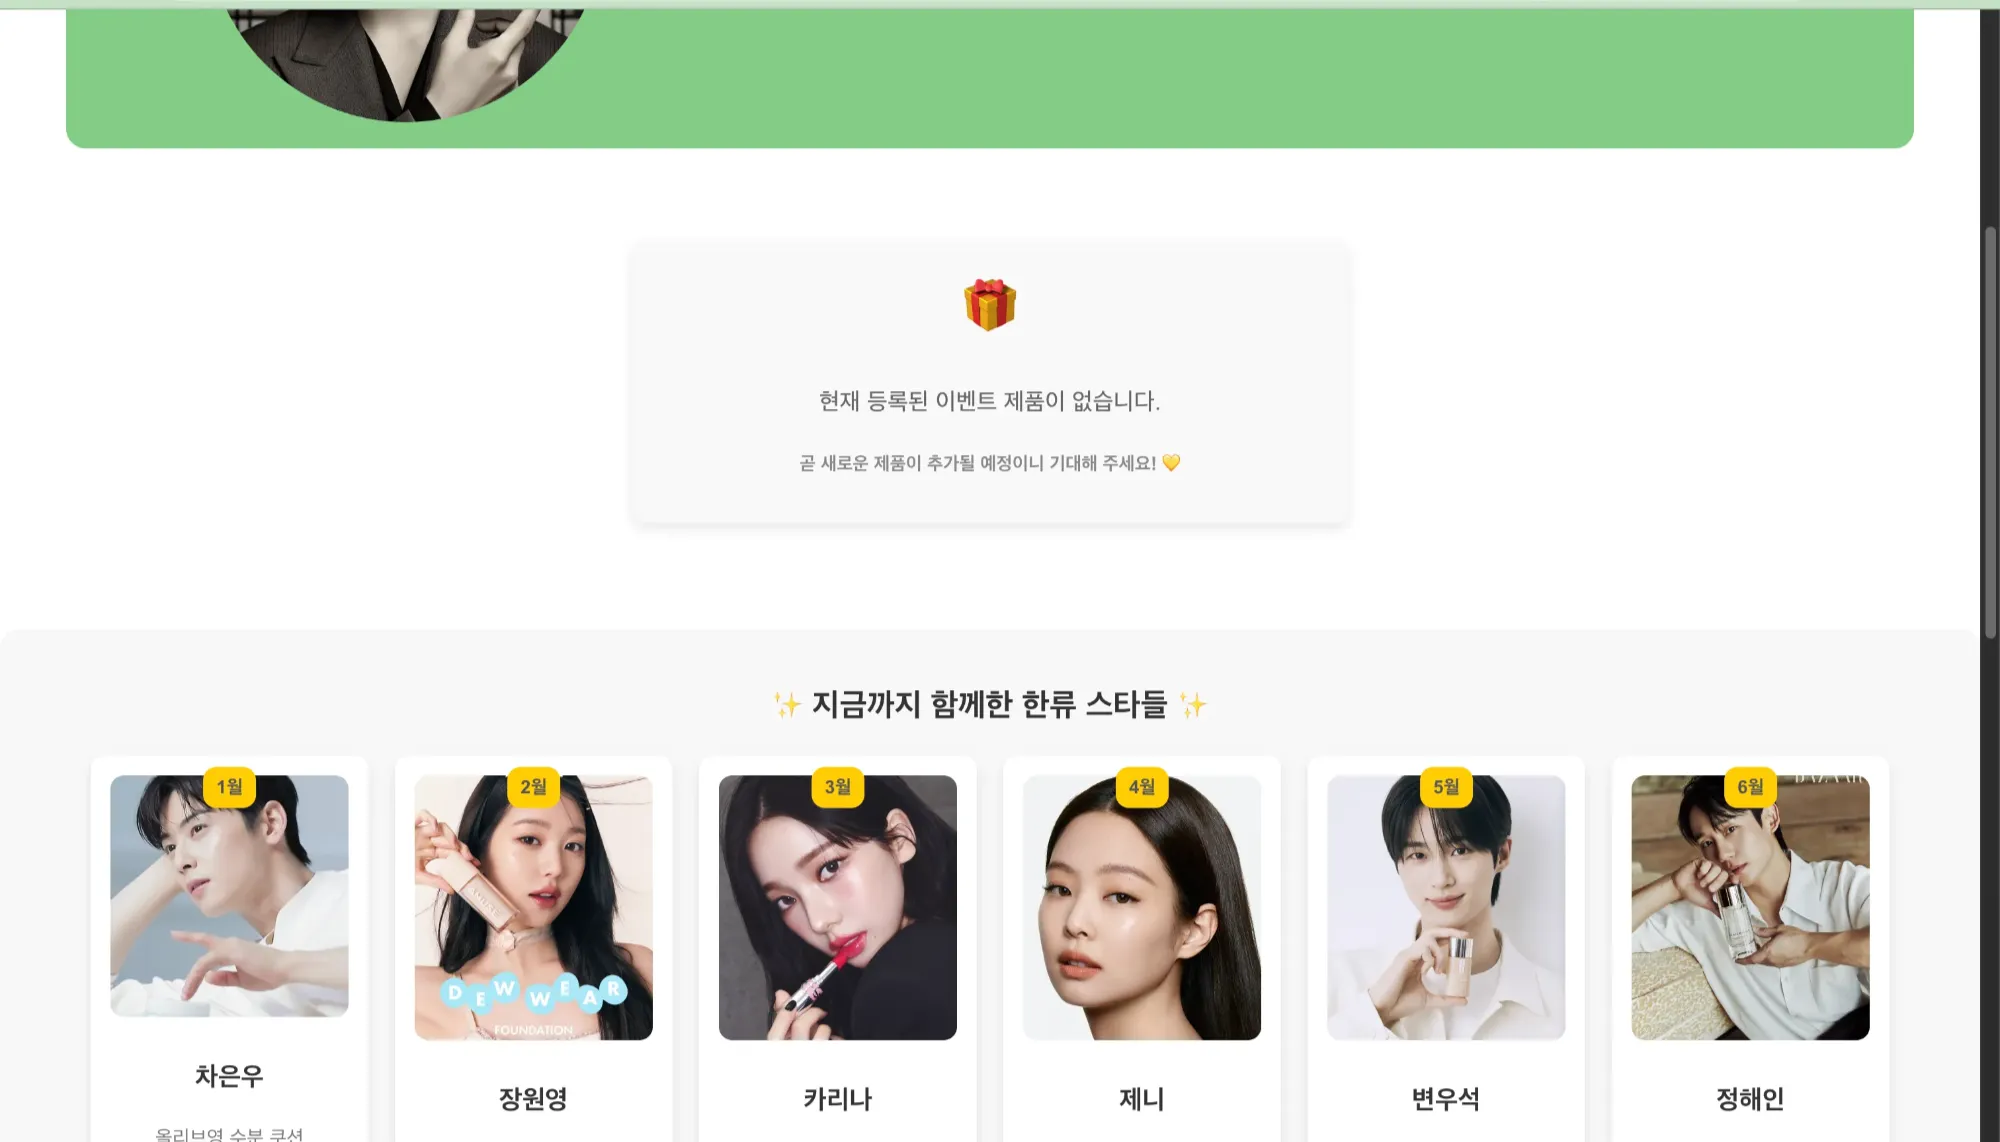 현재 등록된 이벤트 제품이 없습니다.
곧 새로운 제품이 추가될 예정이니 기대해 주세요! 💛
✨ 지금까지 함께한 한류 스타들 ✨
1월
2월
3월
4월
5월
6월
DEWWEAR
FOUNDATION
차은우
장원영
카리나
제니
변우석
정해인
올리브영 수분 쿠션